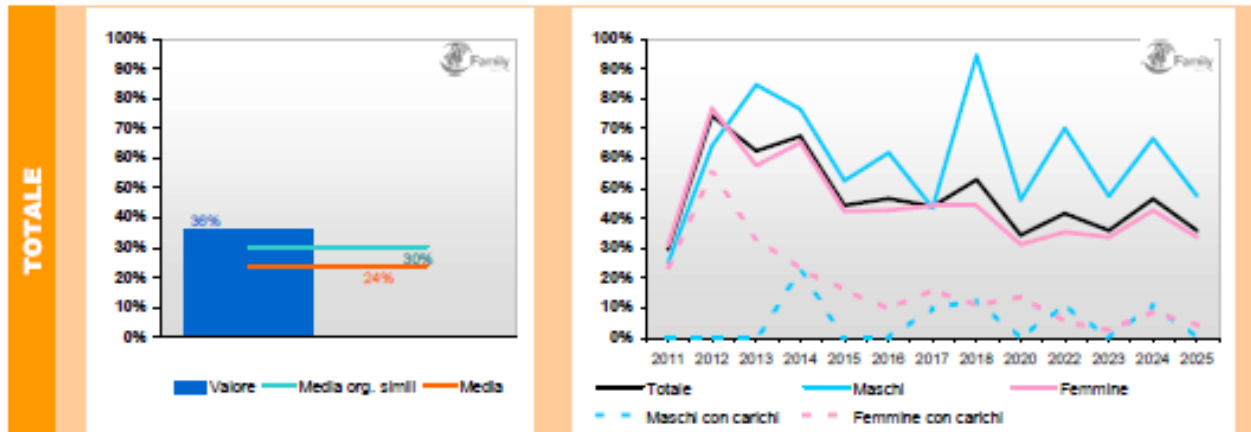 TOTALE
100%
90%
80%
70%
60%
50%
40%
30%
20%
10%
0%
Family
36%
30%
24%
Valore
Media org. simili
Media
100%
90%
80%
70%
60%
50%
40%
30%
20%
10%
0%
Family
2011 2012 2013 2014 2015 2016 2017 2018 2020 2022 2023 2024 2025
Totale
Maschi
Femmine
Maschi con carichi
Femmine con carichi